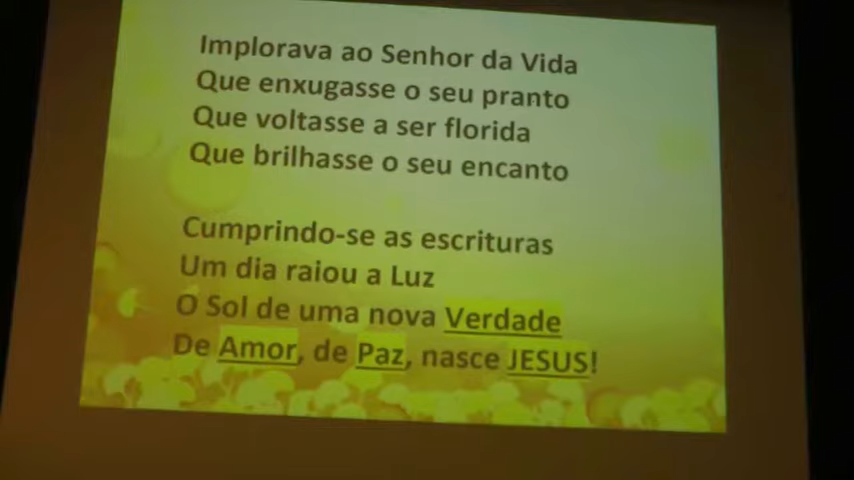 Implorava ao Senhor da Vida
Que enxugasse o seu pranto
Que voltasse a ser florida
Que brilhasse o seu encanto
Cumprindo-se as escrituras
Um dia raiou a Luz
O Sol de uma nova Verdade
De Amor, de Paz, nasce JESUS!